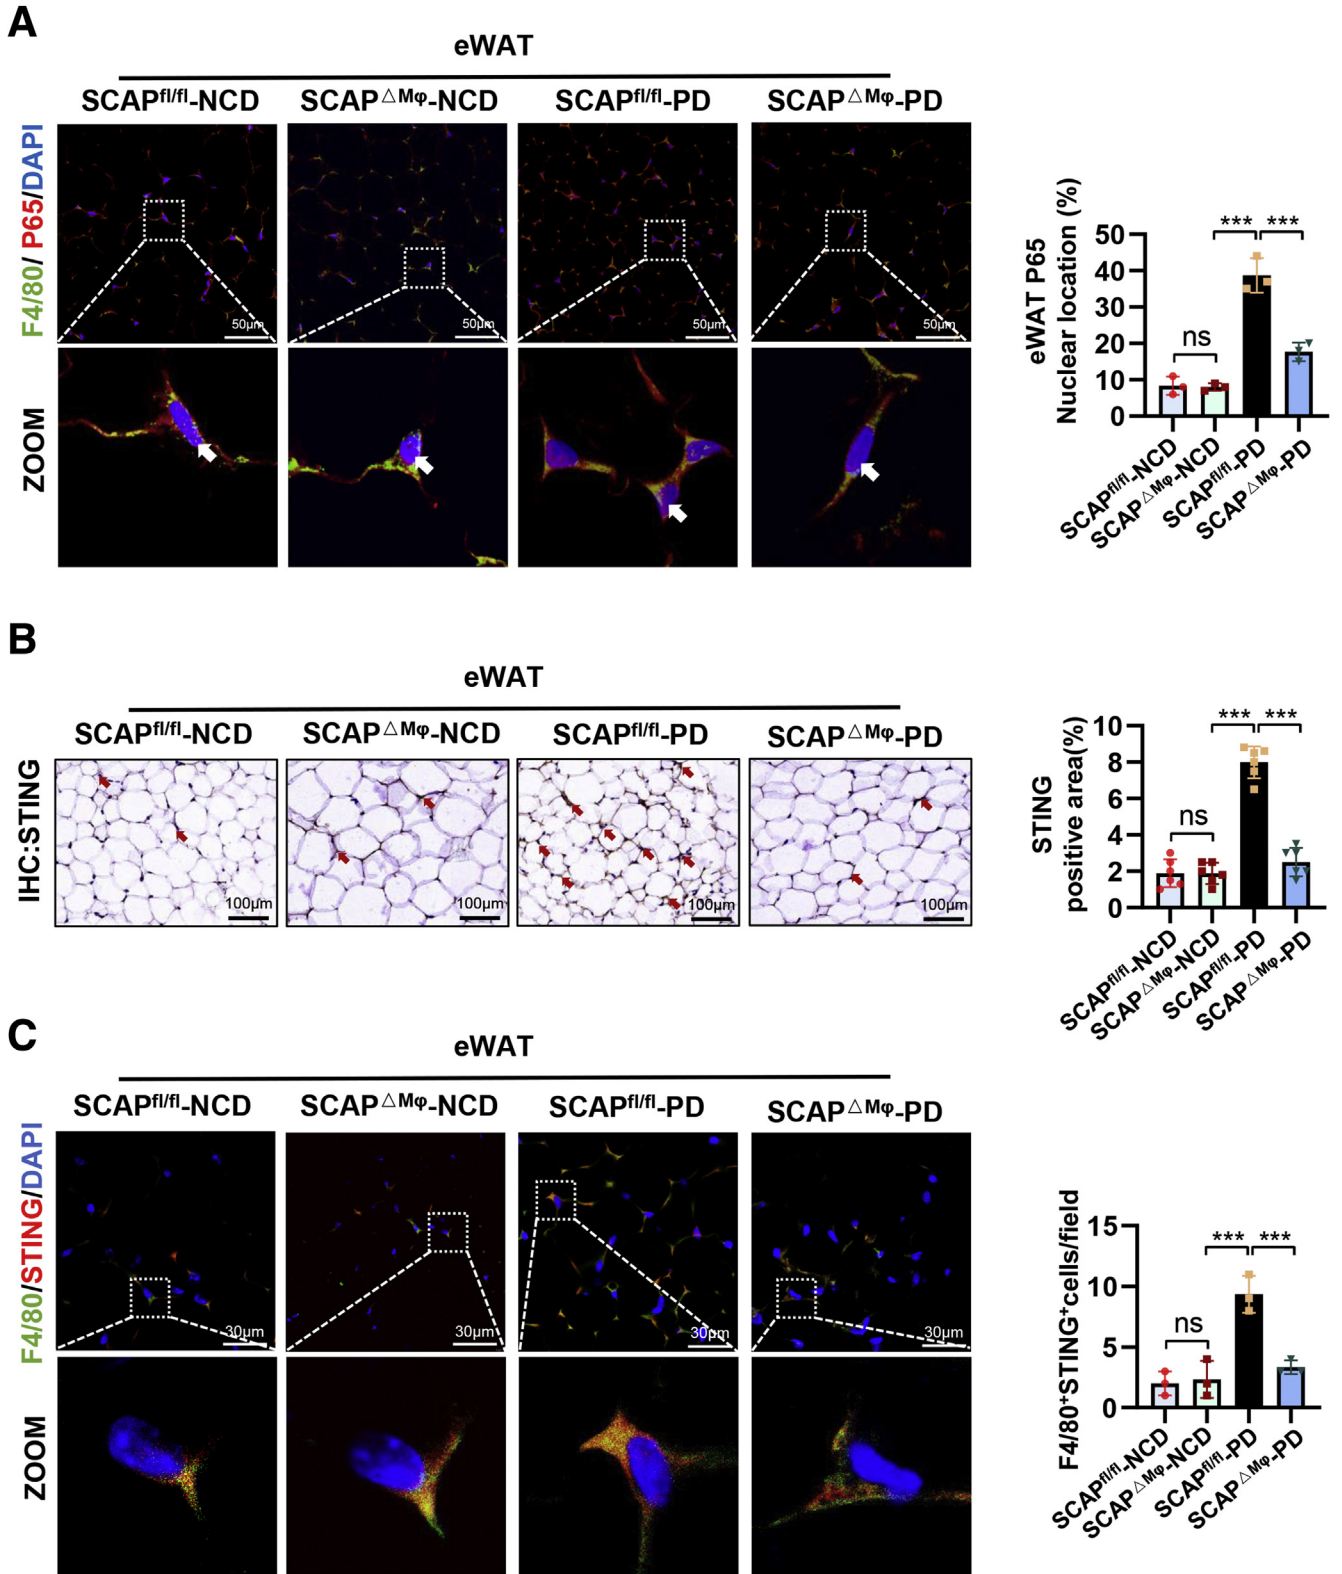 A
eWAT
SCAPfl/fl-NCD SCAP△Mφ-NCD SCAPfl/fl-PD SCAP△Mφ-PD
F4/80/ P65/DAPI
50μm 50μm 50μm 50μm
ZOOM
eWAT P65
Nuclear location (%)
50
40
30
20
10
0
*** ***
ns
SCAPfl/fl-NCD
SCAP△Mφ-NCD
SCAPfl/fl-PD
SCAP△Mφ-PD
B
eWAT
SCAPfl/fl-NCD SCAP△Mφ-NCD SCAPfl/fl-PD SCAP△Mφ-PD
IHC:STING
100μm 100μm 100μm 100μm
STING
positive area(%)
10
8
6
4
2
0
*** ***
ns
SCAPfl/fl-NCD
SCAP△Mφ-NCD
SCAPfl/fl-PD
SCAP△Mφ-PD
C
eWAT
SCAPfl/fl-NCD SCAP△Mφ-NCD SCAPfl/fl-PD SCAP△Mφ-PD
F4/80/STING/DAPI
30μm 30μm 30μm 30μm
ZOOM
F4/80+STING+cells/field
15
10
5
0
*** ***
ns
SCAPfl/fl-NCD
SCAP△Mφ-NCD
SCAPfl/fl-PD
SCAP△Mφ-PD